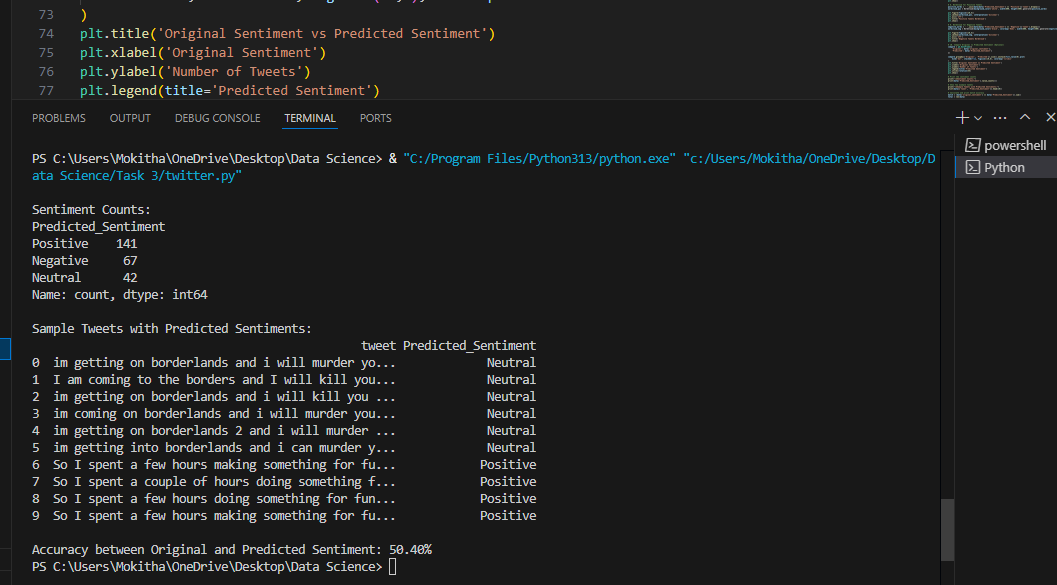 73 )
74 plt.title('Original Sentiment vs Predicted Sentiment')
75 plt.xlabel('Original Sentiment')
76 plt.ylabel('Number of Tweets')
77 plt.legend(title='Predicted Sentiment')
PROBLEMS OUTPUT DEBUG CONSOLE TERMINAL PORTS
powershell
Python
PS C:\Users\Mokitha\OneDrive\Desktop\Data Science> & "C:/Program Files/Python313/python.exe" "c:/Users/Mokitha/OneDrive/Desktop/D
ata Science/Task 3/twitter.py"
Sentiment Counts:
Predicted_Sentiment
Positive 141
Negative 67
Neutral 42
Name: count, dtype: int64
Sample Tweets with Predicted Sentiments:
tweet Predicted_Sentiment
0 im getting on borderlands and i will murder yo... Neutral
1 I am coming to the borders and I will kill you... Neutral
2 im getting on borderlands and i will kill you ... Neutral
3 im coming on borderlands and i will murder you... Neutral
4 im getting on borderlands 2 and i will murder ... Neutral
5 im getting into borderlands and i can murder y... Neutral
6 So I spent a few hours making something for fu... Positive
7 So I spent a couple of hours doing something f... Positive
8 So I spent a few hours doing something for fun... Positive
9 So I spent a few hours making something for fu... Positive
Accuracy between Original and Predicted Sentiment: 50.40%
PS C:\Users\Mokitha\OneDrive\Desktop\Data Science>